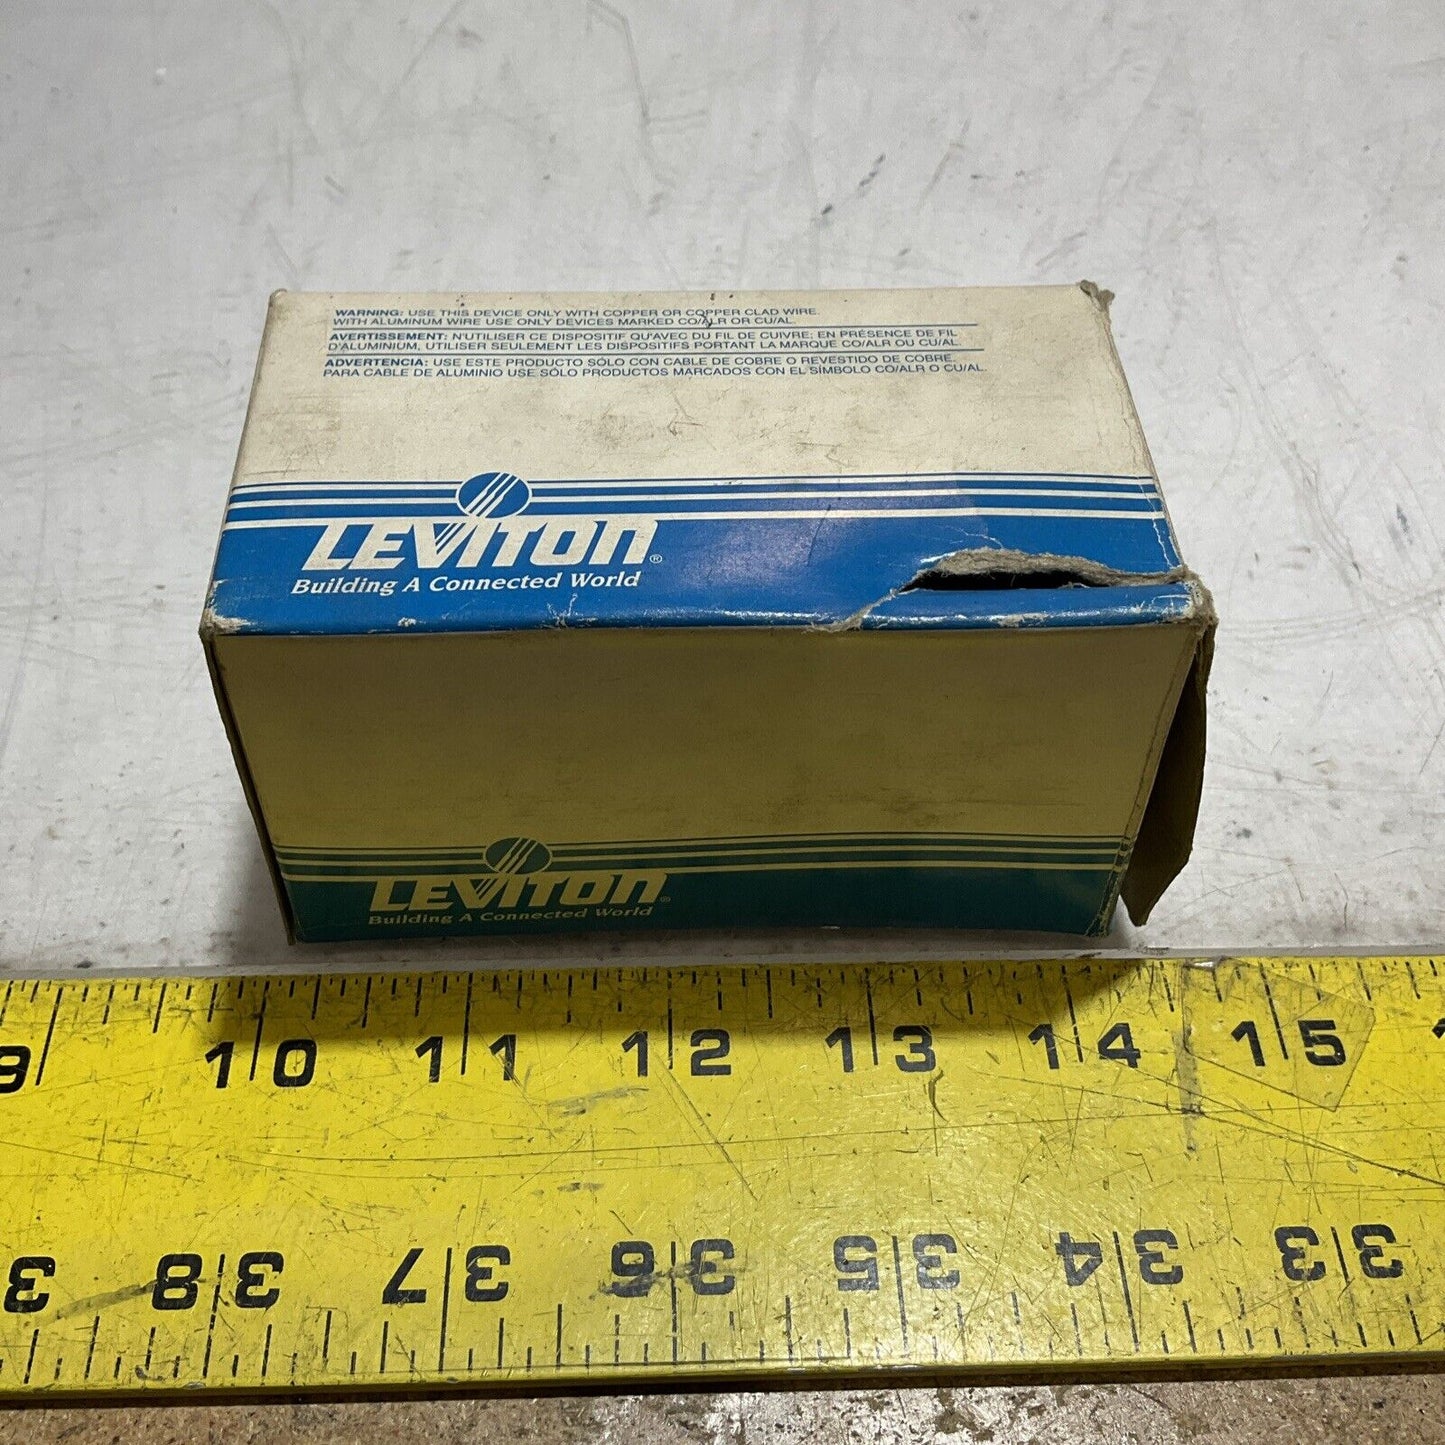 WARNING: USE THIS DEVICE ONLY WITH COPPER OR COPPER CLAD WIRE.
WITH ALUMINUM WIRE USE ONLY DEVICES MARKED CO/ALR OR CU/AL.
AVERTISSEMENT: N'UTILISER CE DISPOSITIF QU'AVEC DU FIL DE CUIVRE; EN PRÉSENCE DE FIL
D'ALUMINIUM, UTILISER SEULEMENT LES DISPOSITIFS PORTANT LA MARQUE CO/ALR OU CU/AL.
ADVERTENCIA: USE ESTE PRODUCTO SÓLO CON CABLE DE COBRE O REVESTIDO DE COBRE.
PARA CABLE DE ALUMINIO USE SÓLO PRODUCTOS MARCADOS CON EL SÍMBOLO CO/ALR O CU/AL.
LEVITON®
Building A Connected World
LEVITON®
Building A Connected World
9 10 11 12 13 14 15 1
3 38 37 36 35 34 33